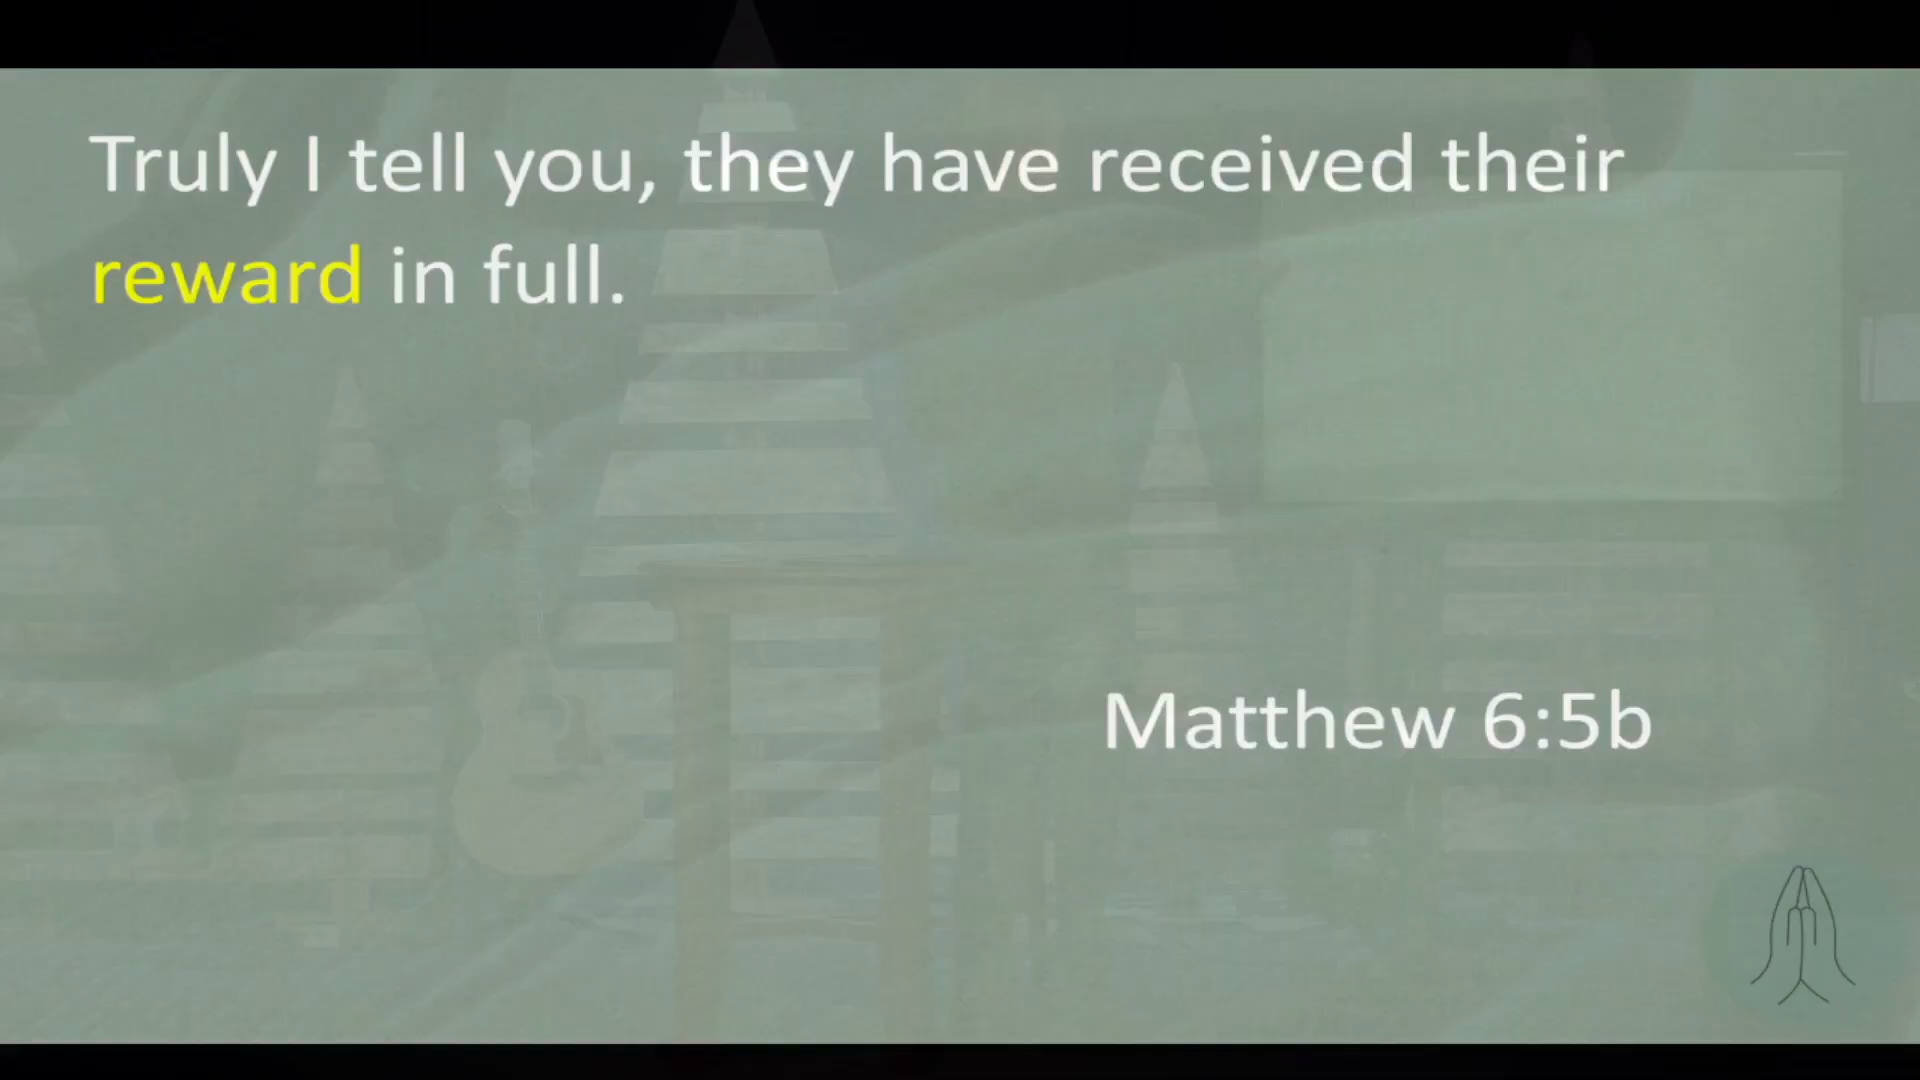 Truly I tell you, they have received their
reward in full.
Matthew 6:5b